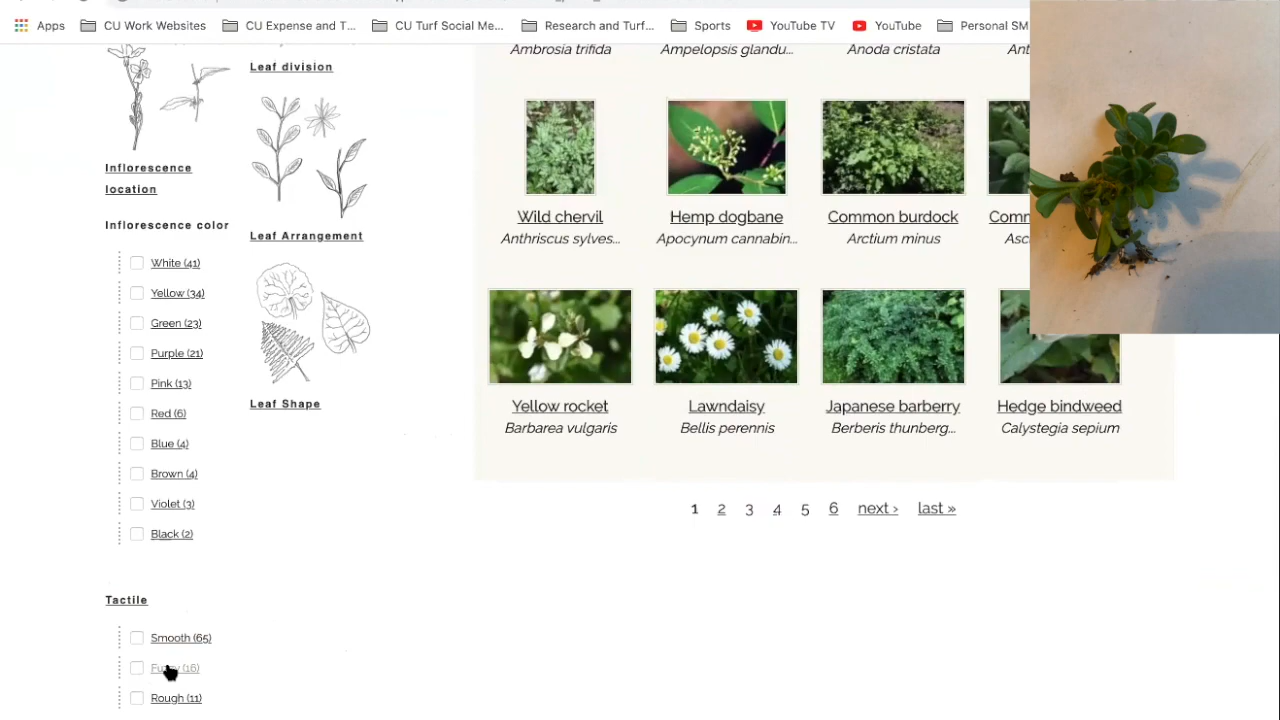 Apps CU Work Websites CU Expense and T... CU Turf Social Me... Research and Turf... Sports YouTube TV YouTube Personal SM
Ambrosia trifida Ampelopsis glandu... Anoda cristata Ant
Leaf division
Inflorescence
location
Wild chervil Hemp dogbane Common burdock Comm
Anthriscus sylves... Apocynum cannabin... Arctium minus Asc
Inflorescence color
Leaf Arrangement
White (41)
Yellow (34)
Green (23)
Purple (21)
Pink (13)
Red (6)
Blue (4)
Brown (4)
Violet (3)
Black (2)
Leaf Shape
Yellow rocket Lawndaisy Japanese barberry Hedge bindweed
Barbarea vulgaris Bellis perennis Berberis thunberg... Calystegia sepium
1 2 3 4 5 6 next › last »
Tactile
Smooth (65)
(16)
Rough (11)